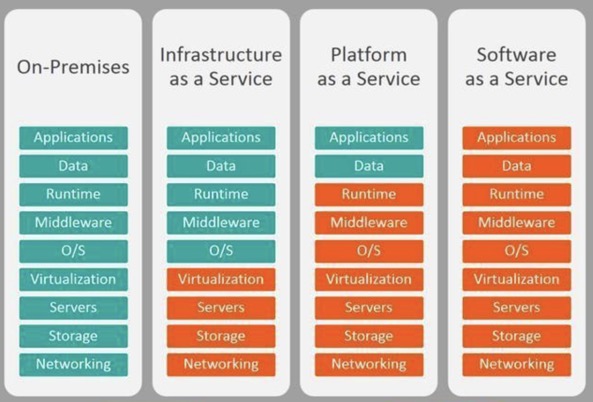 On-Premises
Applications
Data
Runtime
Middleware
O/S
Virtualization
Servers
Storage
Networking
Infrastructure
as a Service
Applications
Data
Runtime
Middleware
O/S
Virtualization
Servers
Storage
Networking
Platform
as a Service
Applications
Data
Runtime
Middleware
O/S
Virtualization
Servers
Storage
Networking
Software
as a Service
Applications
Data
Runtime
Middleware
O/S
Virtualization
Servers
Storage
Networking